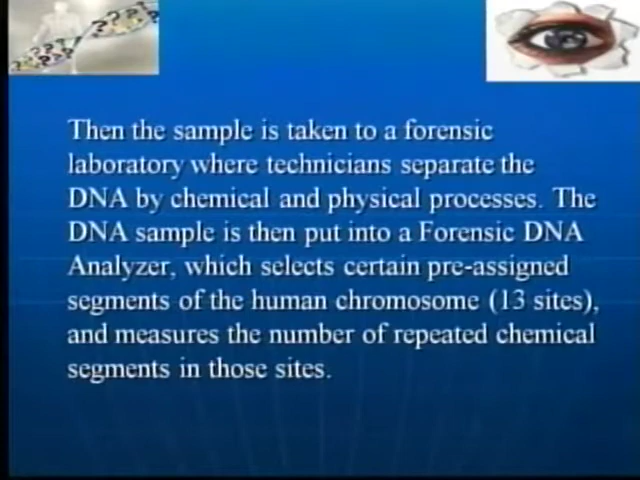 Then the sample is taken to a forensic
laboratory where technicians separate the
DNA by chemical and physical processes. The
DNA sample is then put into a Forensic DNA
Analyzer, which selects certain pre-assigned
segments of the human chromosome (13 sites),
and measures the number of repeated chemical
segments in those sites.